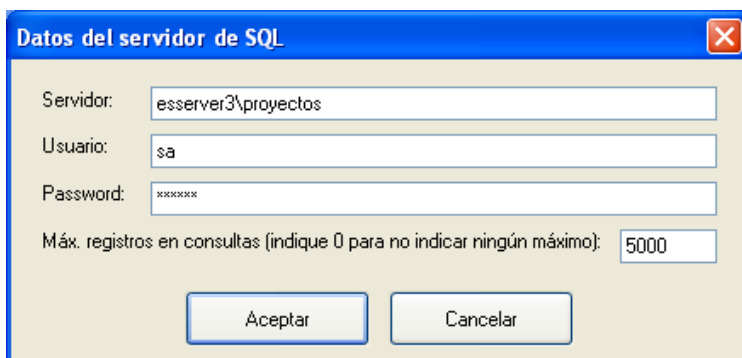 Datos del servidor de SQL
Servidor: esserver3\proyectos
Usuario: sa
Password: ××××××
Máx. registros en consultas (indique 0 para no indicar ningún máximo): 5000
Aceptar Cancelar